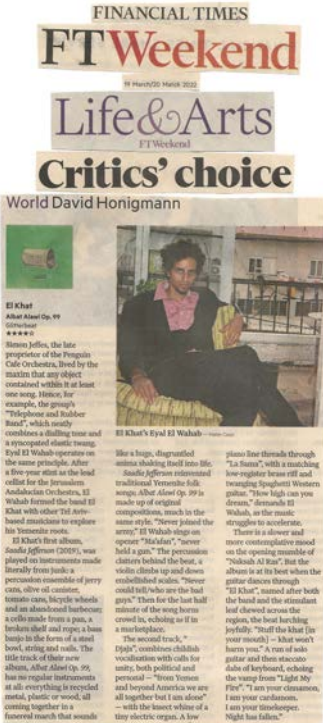 FINANCIAL TIMES
FTWeekend
19 March/20 March 2022
Life&Arts
FTWeekend
Critics' choice
World David Honigmann
El Khat
Albat Alawi Op. 99
Glitterbeat
★★★★☆
Simon Jeffes, the late
proprietor of the Penguin
Cafe Orchestra, lived by the
maxim that any object
contained within it at least
one song. Hence, for
example, the group's
"Telephone and Rubber
Band", which neatly
combines a dialling tone and
a syncopated elastic twang.
Eyal El Wahab operates on
the same principle. After
a five-year stint as the lead
cellist for the Jerusalem
Andalusian Orchestra, El
Wahab formed the band El
Khat with other Tel Aviv-
based musicians to explore
his Yemenite roots.
El Khat's first album,
Saadia Jefferson (2019), was
played on instruments made
literally from junk: a
percussion ensemble of jerry
cans, olive oil canister,
tomato cans, bicycle wheels
and an abandoned barbecue;
a cello made from a pan, a
broken shelf and rope; a bass
banjo in the form of a steel
bowl, string and nails. The
title track of their new
album, Albat Alawi Op. 99,
has no regular instruments
at all: everything is recycled
metal, plastic or wood, all
coming together in a
funereal march that sounds
El Khat's Eyal El Wahab —
like a huge, disgruntled
anima shaking itself into life.
Saadia Jefferson reinvented
traditional Yemenite folk
songs. Albat Alawi Op. 99 is
made up of original
compositions, much in the
same style. "Never joined the
army," El Wahab sings on
opener "Ma'afan", "never
held a gun." The percussion
clatters behind the beat, a
violin climbs up and down
embellished scales. "Never
could tell/who are the bad
guys." Then for the last half
minute of the song horns
crowd in, echoing as if in
a marketplace.
The second track, "
Djaja", combines childish
vocalisation with calls for
unity, both political and
personal — "from Yemen
and beyond America we are
all together but I am alone"
— with the insect whine of a
tiny electric organ. A low
piano line threads through
"La Sama", with a matching
low-register brass riff and
twanging Spaghetti Western
guitar. "How high can you
dream," demands El
Wahab, as the music
struggles to accelerate.
There is a slower and
more contemplative mood
on the opening mumble of
"Naksah Al Ras". But the
album is at its best when the
guitar dances through
"El Khat", named after both
the band and the stimulant
leaf chewed across the
region, the beat lurching
joyfully. "Stuff the khat [in
your mouth] — khat won't
harm you." A run of solo
guitar and then staccato
dabs of keyboard, echoing
the vamp from "Light My
Fire". "I am your cinnamon,
I am your cardamom,
I am your timekeeper.
Night has fallen."